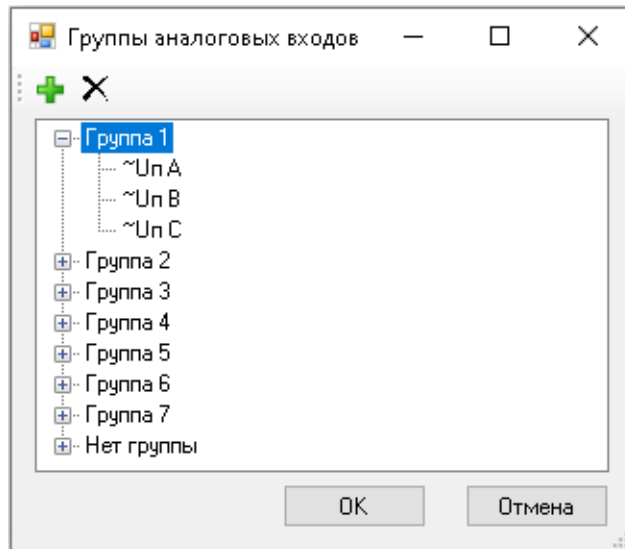 Группы аналоговых входов
Группа 1
~Uп A
~Uп B
~Uп C
Группа 2
Группа 3
Группа 4
Группа 5
Группа 6
Группа 7
Нет группы
OK Отмена